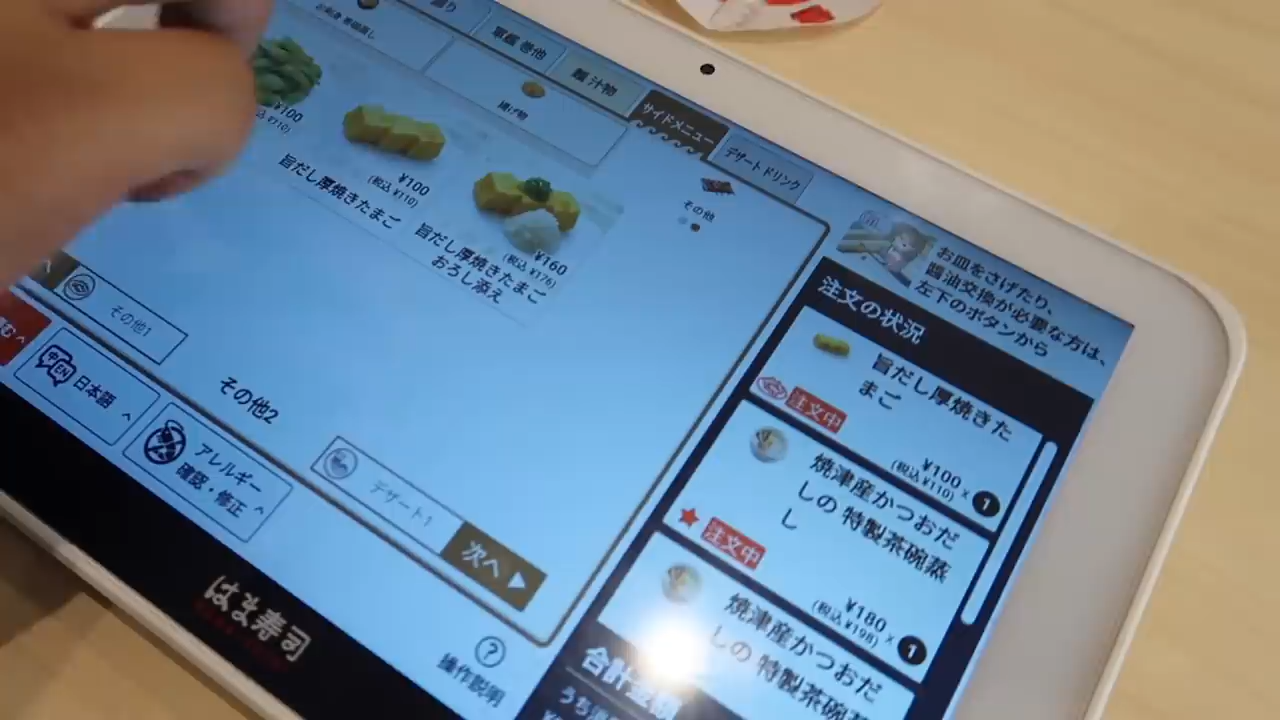 軍艦 巻他
麺 汁物
サイドメニュー
デザート ドリンク
揚げ物
その他
¥100
¥100
(税込 ¥110)
旨だし厚焼きたまご
¥160
(税込 ¥176)
旨だし厚焼きたまご
おろし添え
お皿をさげたり、
醤油交換が必要な方は、
左下のボタンから
注文の状況
旨だし厚焼きた
まご
注文中
¥100
(税込 ¥110)
× 1
焼津産かつおだ
しの 特製茶碗蒸
し
注文中
¥180
(税込 ¥198)
× 1
焼津産かつおだ
しの 特製茶碗蒸
合計金額
その他1
その他2
デザート1
次へ
日本語
アレルギー
確認・修正
はま寿司
?
操作説明